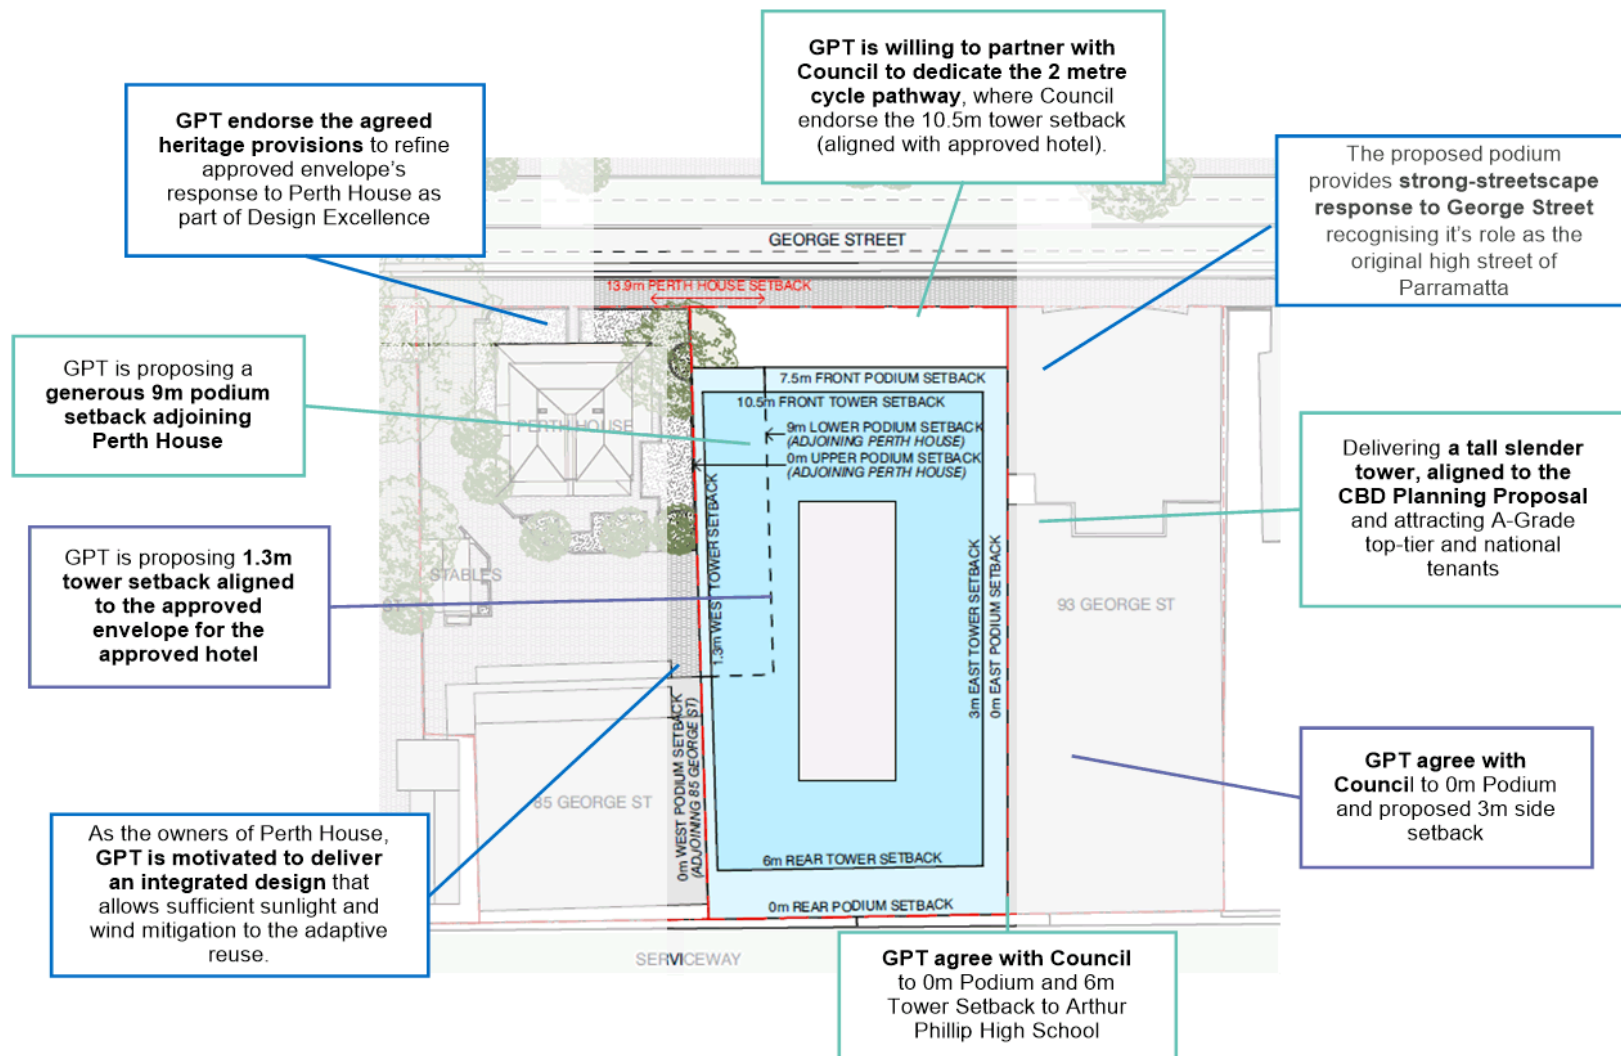 GPT is willing to partner with
Council to dedicate the 2 metre
cycle pathway, where Council
endorse the 10.5m tower setback
(aligned with approved hotel).
GPT endorse the agreed
heritage provisions to refine
approved envelope's
response to Perth House as
part of Design Excellence
The proposed podium
provides strong-streetscape
response to George Street
recognising it's role as the
original high street of
Parramatta
GEORGE STREET
13.9m PERTH HOUSE SETBACK
GPT is proposing a
generous 9m podium
setback adjoining
Perth House
7.5m FRONT PODIUM SETBACK
10.5m FRONT TOWER SETBACK
PERTH HOUSE
9m LOWER PODIUM SETBACK
(ADJOINING PERTH HOUSE)
0m UPPER PODIUM SETBACK
(ADJOINING PERTH HOUSE)
Delivering a tall slender
tower, aligned to the
CBD Planning Proposal
and attracting A-Grade
top-tier and national
tenants
GPT is proposing 1.3m
tower setback aligned
to the approved
envelope for the
approved hotel
STABLES
1.3m WEST TOWER SETBACK
3m EAST TOWER SETBACK
0m EAST PODIUM SETBACK
93 GEORGE ST
0m WEST PODIUM SETBACK
(ADJOINING 85 GEORGE ST)
85 GEORGE ST
GPT agree with
Council to 0m Podium
and proposed 3m side
setback
As the owners of Perth House,
GPT is motivated to deliver
an integrated design that
allows sufficient sunlight and
wind mitigation to the adaptive
reuse.
6m REAR TOWER SETBACK
0m REAR PODIUM SETBACK
SERVICEWAY
GPT agree with Council
to 0m Podium and 6m
Tower Setback to Arthur
Phillip High School